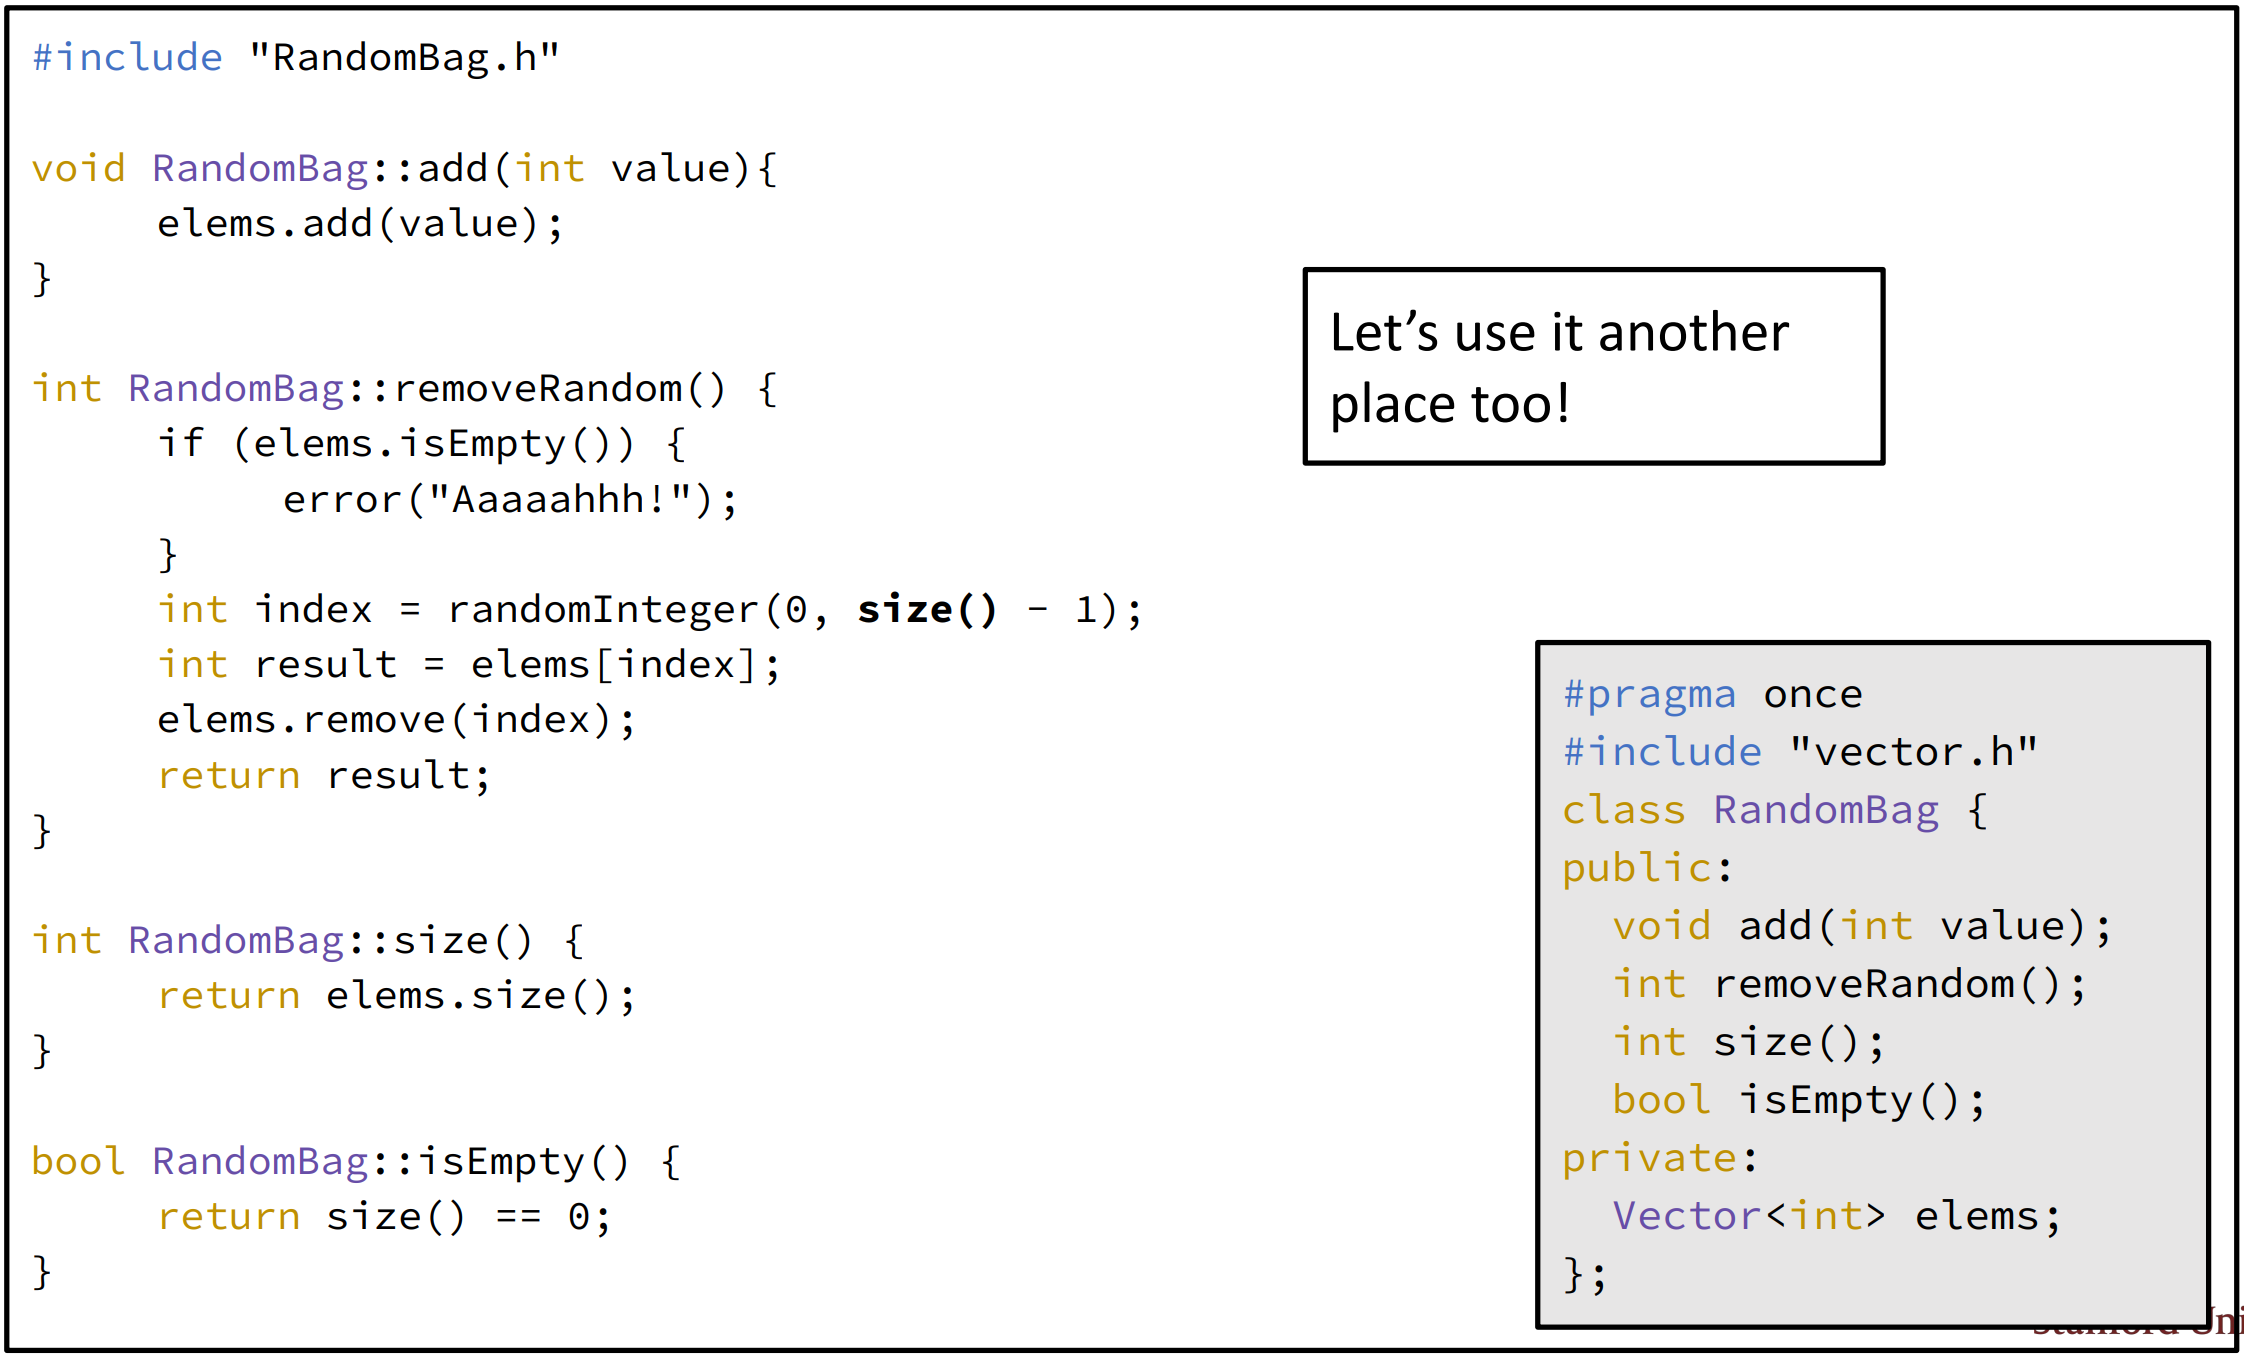 #include "RandomBag.h"
void RandomBag::add(int value){
elems.add(value);
}
int RandomBag::removeRandom() {
if (elems.isEmpty()) {
error("Aaaaahhh!");
}
int index = randomInteger(0, size() - 1);
int result = elems[index];
elems.remove(index);
return result;
}
int RandomBag::size() {
return elems.size();
}
bool RandomBag::isEmpty() {
return size() == 0;
}
Let’s use it another
place too!
#pragma once
#include "vector.h"
class RandomBag {
public:
void add(int value);
int removeRandom();
int size();
bool isEmpty();
private:
Vector<int> elems;
};